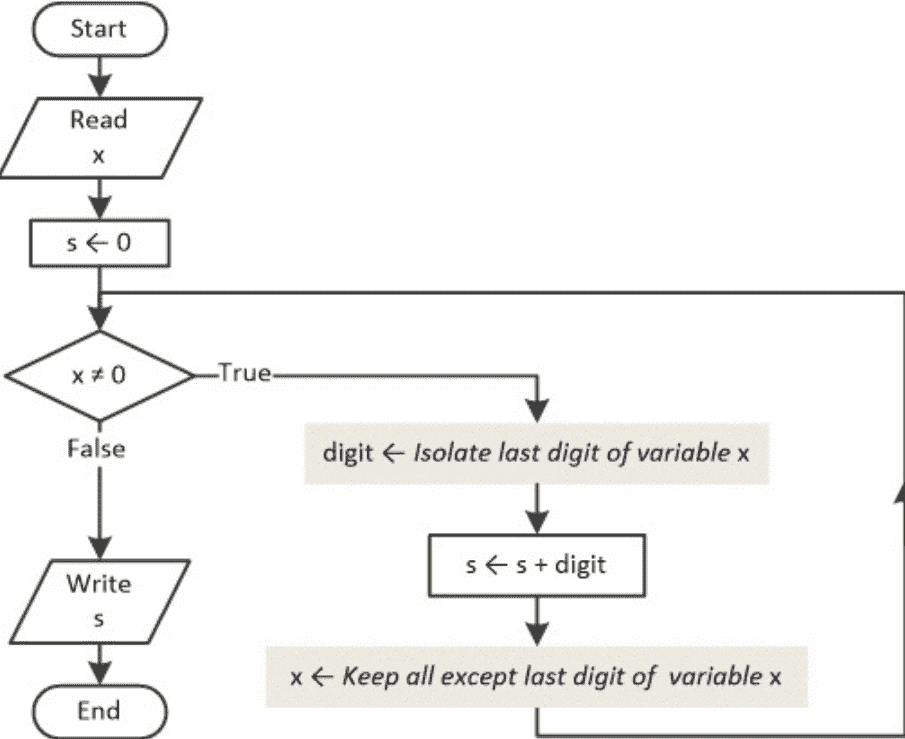 Start
Read
x
s ← 0
x ≠ 0
True
False
digit ← Isolate last digit of variable x
s ← s + digit
x ← Keep all except last digit of variable x
Write
s
End